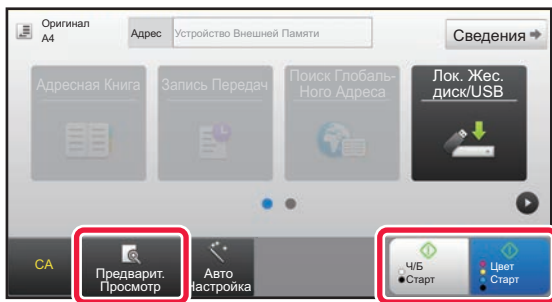 Оригинал
A4
Адрес
Устройство Внешней Памяти
Сведения
Адресная Книга
Запись Передач
Поиск Глобаль-
Ного Адреса
Лок. Жес.
диск/USB
CA
Предварит.
Просмотр
Авто
Настройка
Ч/Б
Старт
Цвет
Старт